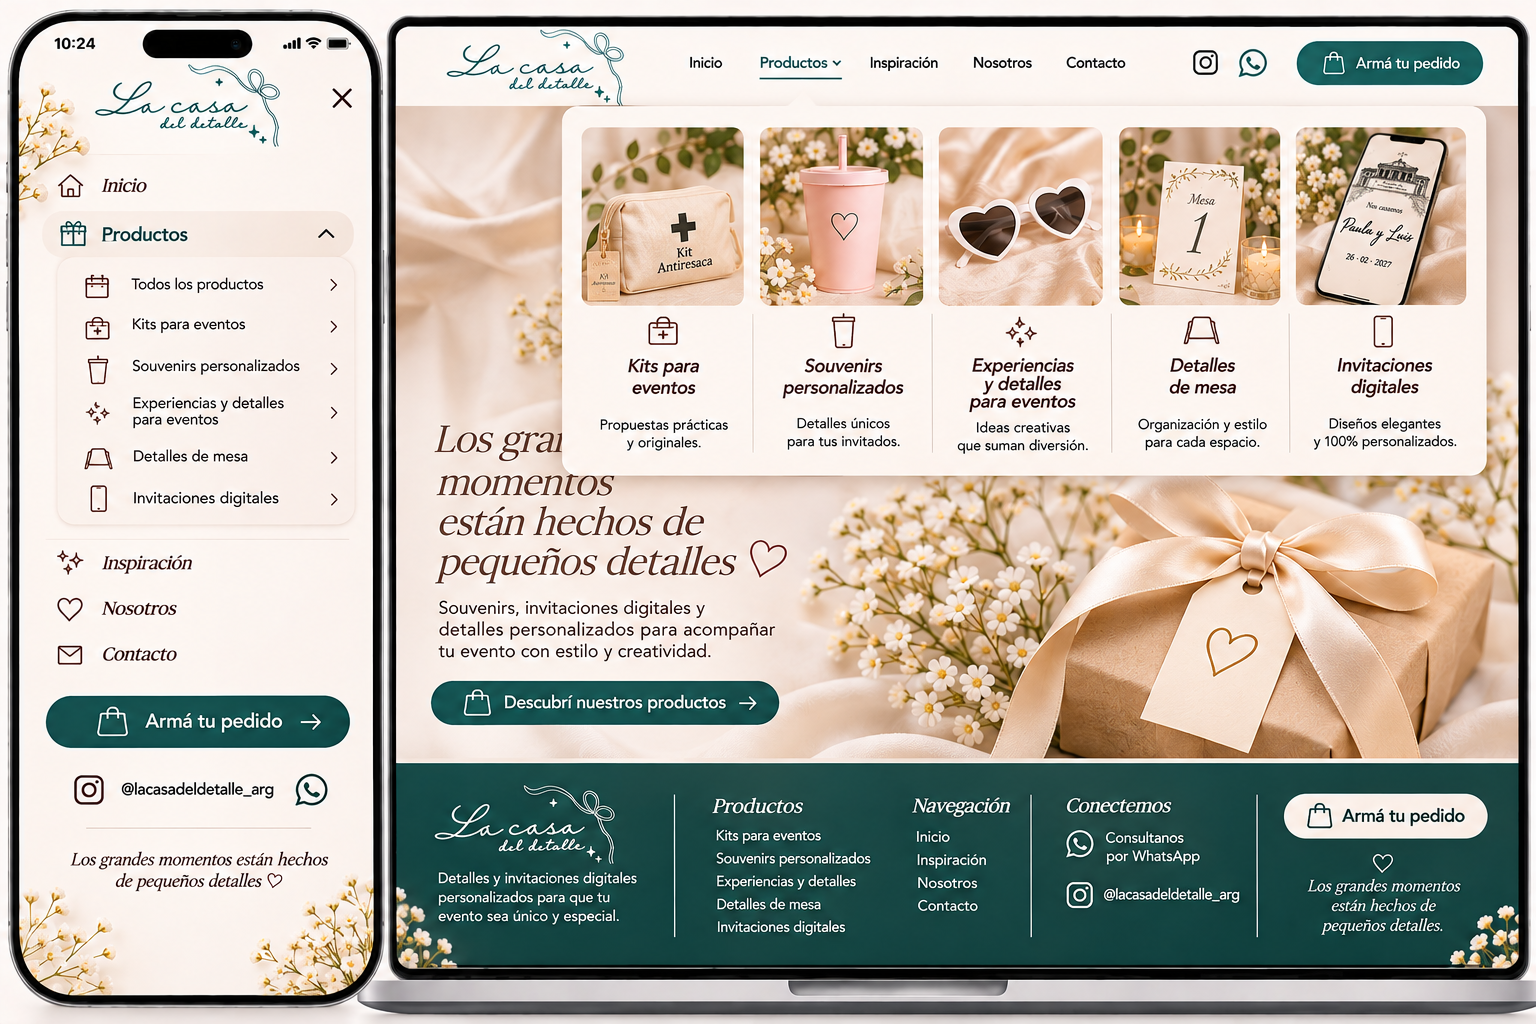 10:24
La casa
del detalle
Inicio
Productos
Todos los productos
Kits para eventos
Souvenirs personalizados
Experiencias y detalles
para eventos
Detalles de mesa
Invitaciones digitales
Inspiración
Nosotros
Contacto
Armá tu pedido
@lacasadeldetalle_arg
Los grandes momentos están hechos
de pequeños detalles
La casa
del detalle
Inicio
Productos
Inspiración
Nosotros
Contacto
Armá tu pedido
Kit
Antiresaca
Mesa
1
Nos casamos
Paula y Luis
26 · 02 · 2027
Kits para
eventos
Propuestas prácticas
y originales.
Souvenirs
personalizados
Detalles únicos
para tus invitados.
Experiencias
y detalles
para eventos
Ideas creativas
que suman diversión.
Detalles
de mesa
Organización y estilo
para cada espacio.
Invitaciones
digitales
Diseños elegantes
y 100% personalizados.
Los gran
momentos
están hechos de
pequeños detalles
Souvenirs, invitaciones digitales y
detalles personalizados para acompañar
tu evento con estilo y creatividad.
Descubrí nuestros productos
La casa
del detalle
Detalles y invitaciones digitales
personalizados para que tu
evento sea único y especial.
Productos
Kits para eventos
Souvenirs personalizados
Experiencias y detalles
Detalles de mesa
Invitaciones digitales
Navegación
Inicio
Inspiración
Nosotros
Contacto
Conectemos
Consultanos
por WhatsApp
@lacasadeldetalle_arg
Armá tu pedido
Los grandes momentos
están hechos de
pequeños detalles.